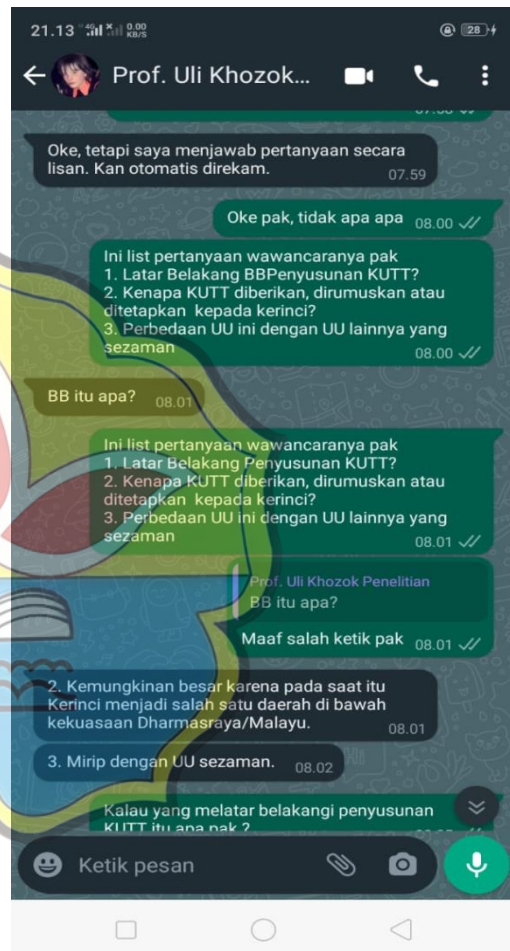 21.13 4G 0.00
KB/S 28
Prof. Uli Khozok...
Oke, tetapi saya menjawab pertanyaan secara
lisan. Kan otomatis direkam.
07.59
Oke pak, tidak apa apa 08.00
Ini list pertanyaan wawancaranya pak
1. Latar Belakang BBPenyusunan KUTT?
2. Kenapa KUTT diberikan, dirumuskan atau
ditetapkan kepada kerinci?
3. Perbedaan UU ini dengan UU lainnya yang
sezaman
08.00
BB itu apa? 08.01
Ini list pertanyaan wawancaranya pak
1. Latar Belakang Penyusunan KUTT?
2. Kenapa KUTT diberikan, dirumuskan atau
ditetapkan kepada kerinci?
3. Perbedaan UU ini dengan UU lainnya yang
sezaman
08.01
Prof. Uli Khozok Penelitian
BB itu apa?
Maaf salah ketik pak 08.01
2. Kemungkinan besar karena pada saat itu
Kerinci menjadi salah satu daerah di bawah
kekuasaan Dharmasraya/Malayu.
08.01
3. Mirip dengan UU sezaman. 08.02
Kalau yang melatar belakangi penyusunan
KUTT itu apa pak ?
Ketik pesan